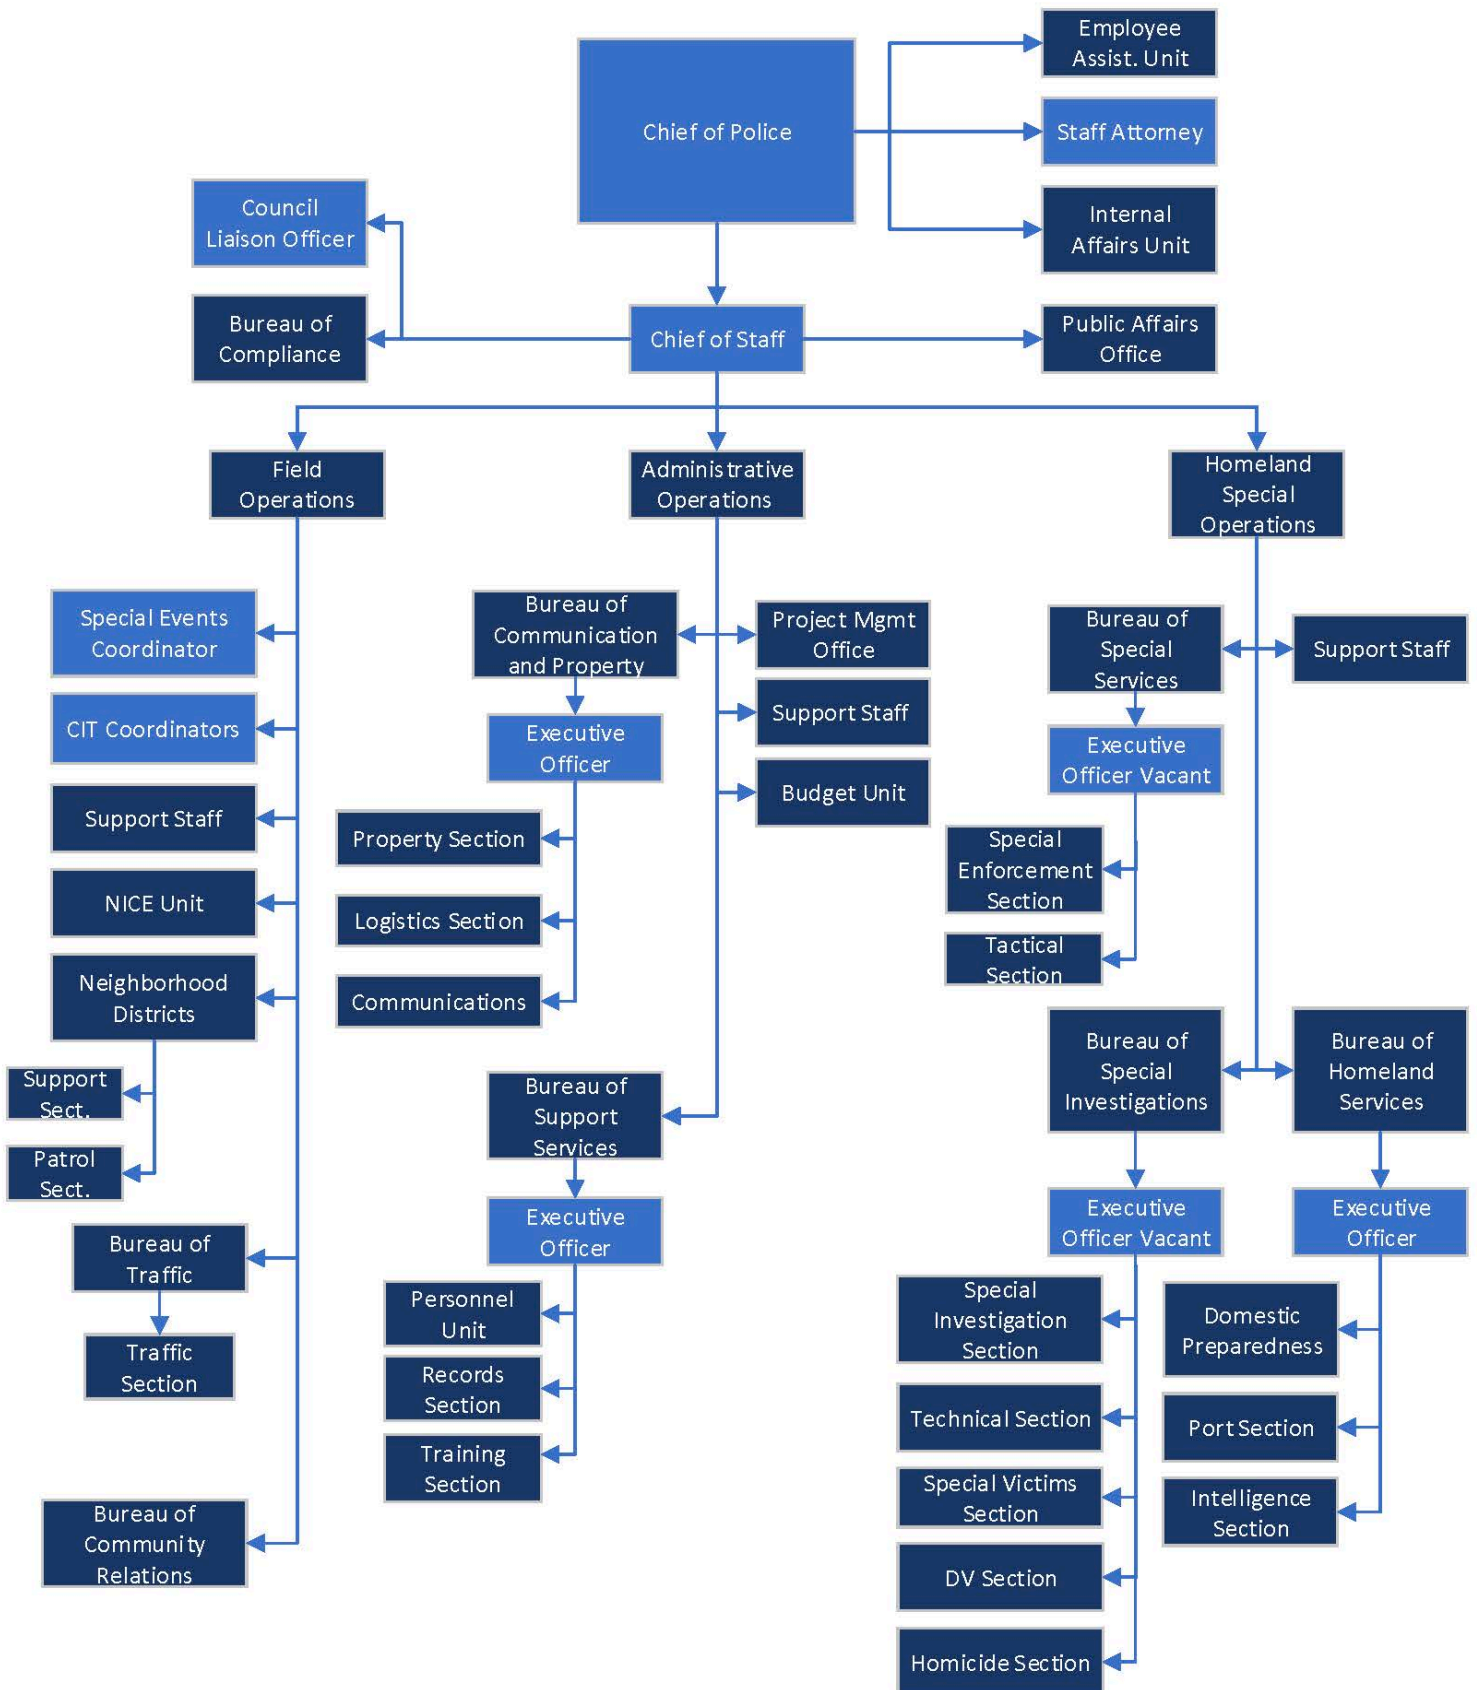 Employee
Assist. Unit
Chief of Police
Staff Attorney
Council
Liaison Officer
Internal
Affairs Unit
Bureau of
Compliance
Chief of Staff
Public Affairs
Office
Field
Operations
Administrative
Operations
Homeland
Special
Operations
Special Events
Coordinator
CIT Coordinators
Support Staff
NICE Unit
Neighborhood
Districts
Support
Sect.
Patrol
Sect.
Bureau of
Traffic
Traffic
Section
Bureau of
Community
Relations
Bureau of
Communication
and Property
Executive
Officer
Property Section
Logistics Section
Communications
Project Mgmt
Office
Support Staff
Budget Unit
Bureau of
Support
Services
Executive
Officer
Personnel
Unit
Records
Section
Training
Section
Bureau of
Special
Services
Support Staff
Executive
Officer Vacant
Special
Enforcement
Section
Tactical
Section
Bureau of
Special
Investigations
Executive
Officer Vacant
Special
Investigation
Section
Technical Section
Special Victims
Section
DV Section
Homicide Section
Bureau of
Homeland
Services
Executive
Officer
Domestic
Preparedness
Port Section
Intelligence
Section